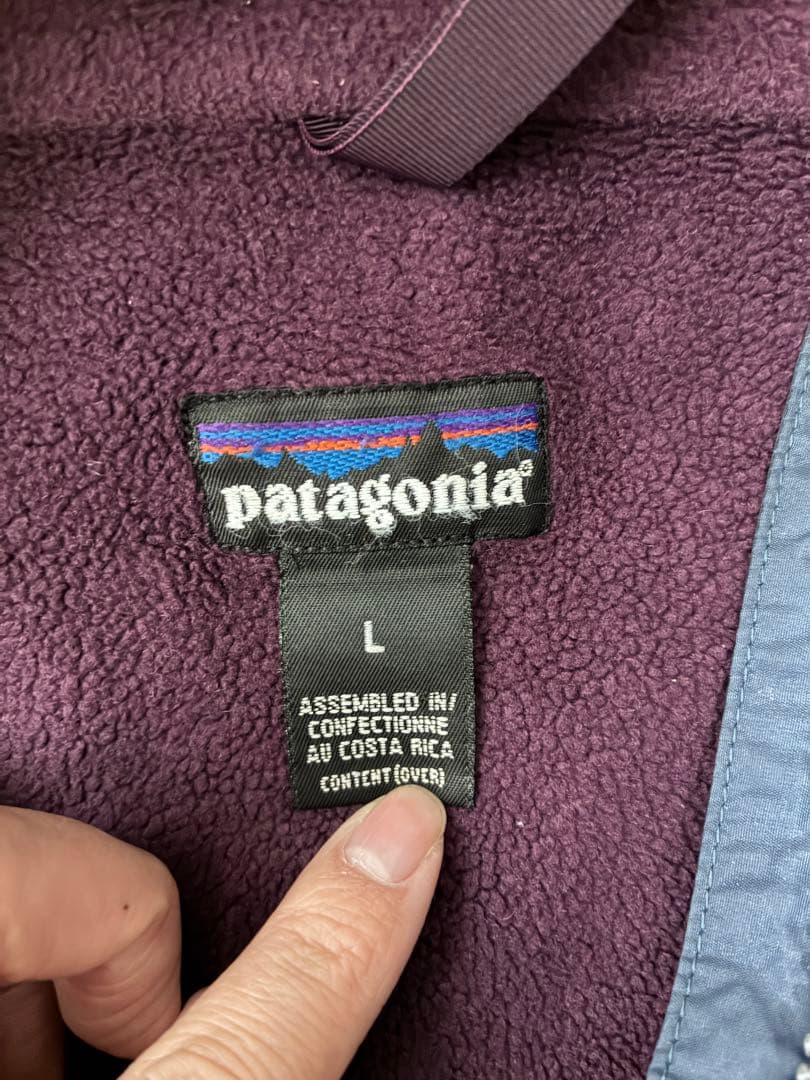 patagonia®
L
ASSEMBLED IN/
CONFECTIONNE
AU COSTA RICA
CONTENT (OVER)